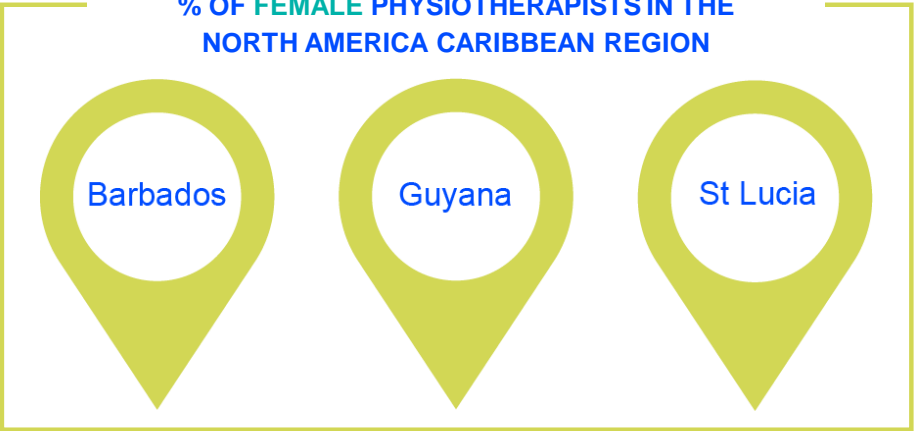 % OF FEMALE PHYSIOTHERAPISTS IN THE
NORTH AMERICA CARIBBEAN REGION
Barbados
Guyana
St Lucia